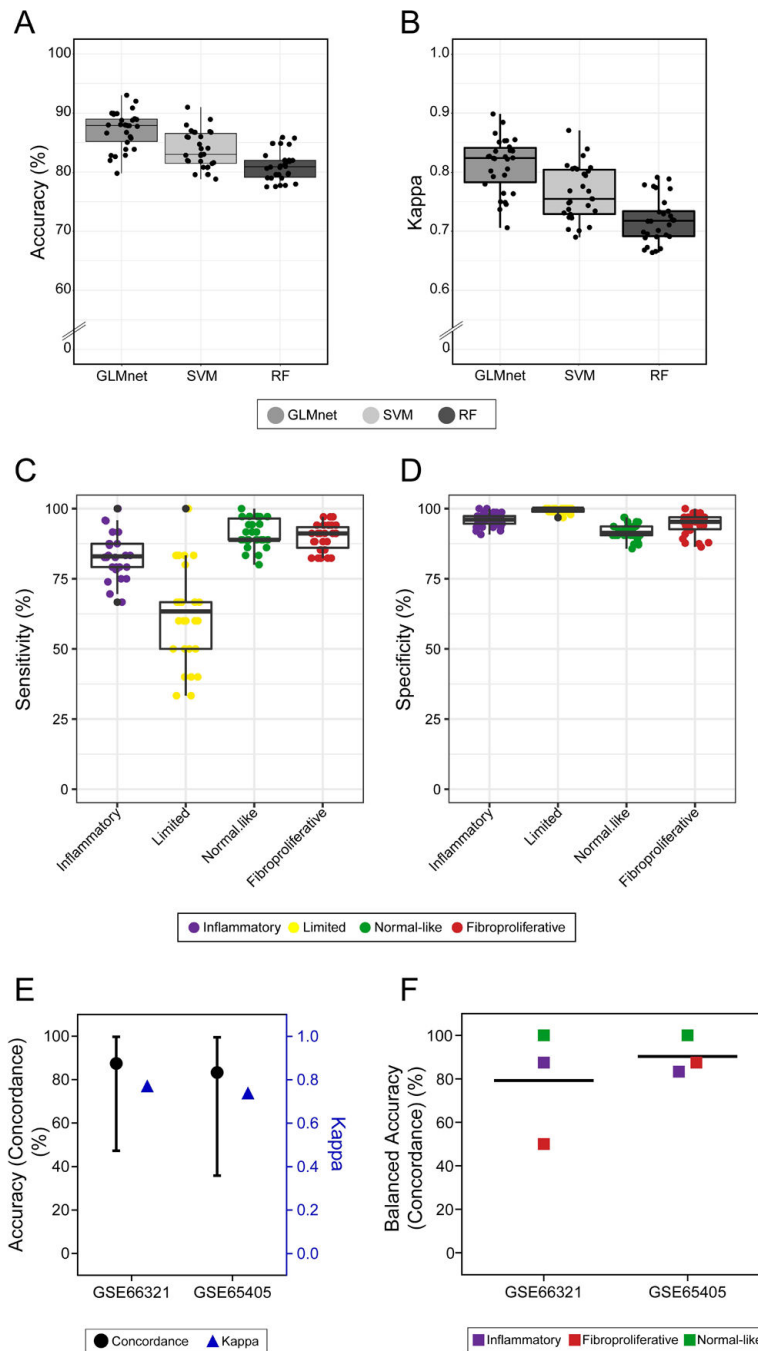 A
B
100
90
80
70
60
0
Accuracy (%)
GLMnet
SVM
RF
1.0
0.9
0.8
0.7
0.6
0
Kappa
GLMnet
SVM
RF
GLMnet
SVM
RF
C
D
100
75
50
25
0
Sensitivity (%)
Inflammatory
Limited
Normal.like
Fibroproliferative
100
75
50
25
0
Specificity (%)
Inflammatory
Limited
Normal.like
Fibroproliferative
Inflammatory
Limited
Normal-like
Fibroproliferative
E
F
100
80
60
40
20
0
Accuracy (Concordance)
(%)
1.0
0.8
0.6
0.4
0.2
0.0
Kappa
GSE66321
GSE65405
Concordance
Kappa
100
80
60
40
20
0
Balanced Accuracy
(Concordance) (%)
GSE66321
GSE65405
Inflammatory
Fibroproliferative
Normal-like